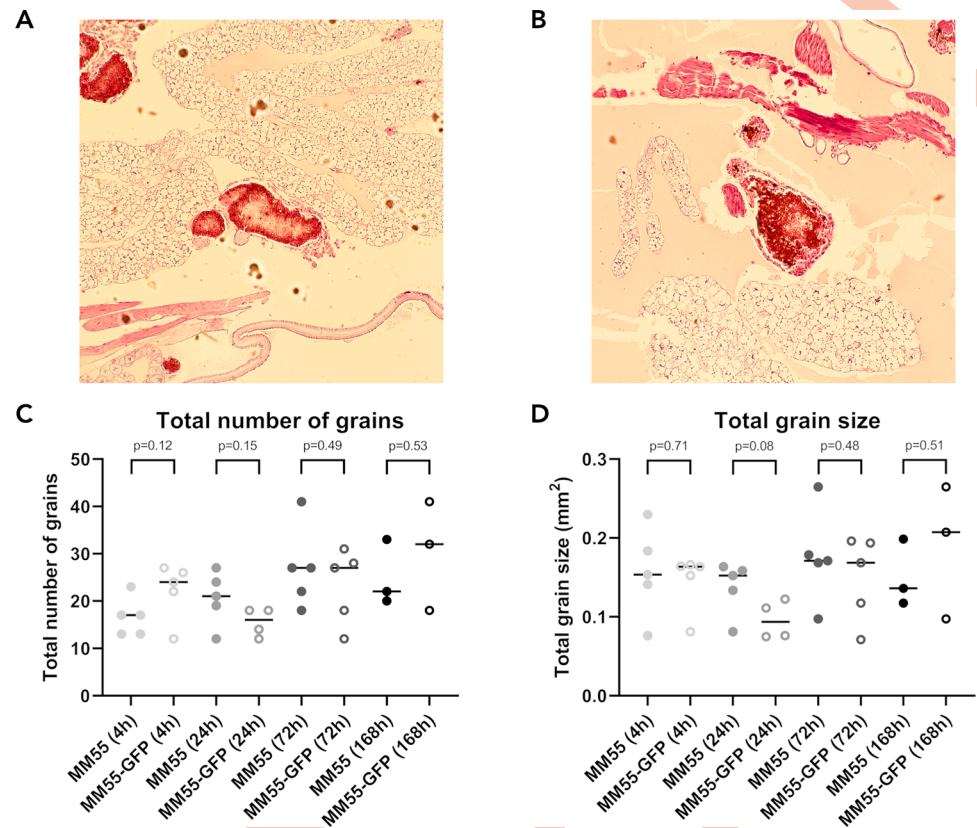 A
B
C
Total number of grains
p=0.12
p=0.15
p=0.49
p=0.53
50
40
30
20
10
0
Total number of grains
MM55 (4h)
MM55-GFP (4h)
MM55 (24h)
MM55-GFP (24h)
MM55 (72h)
MM55-GFP (72h)
MM55 (168h)
MM55-GFP (168h)
D
Total grain size
p=0.71
p=0.08
p=0.48
p=0.51
0.3
0.2
0.1
0.0
Total grain size (mm²)
MM55 (4h)
MM55-GFP (4h)
MM55 (24h)
MM55-GFP (24h)
MM55 (72h)
MM55-GFP (72h)
MM55 (168h)
MM55-GFP (168h)